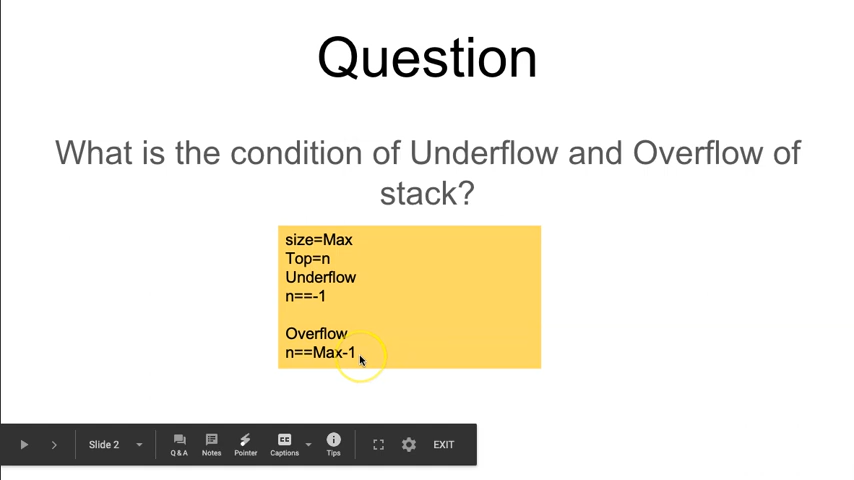 Question
What is the condition of Underflow and Overflow of
stack?
size=Max
Top=n
Underflow
n==-1
Overflow
n==Max-1
Slide 2
Q & A
Notes
Pointer
Captions
Tips
EXIT